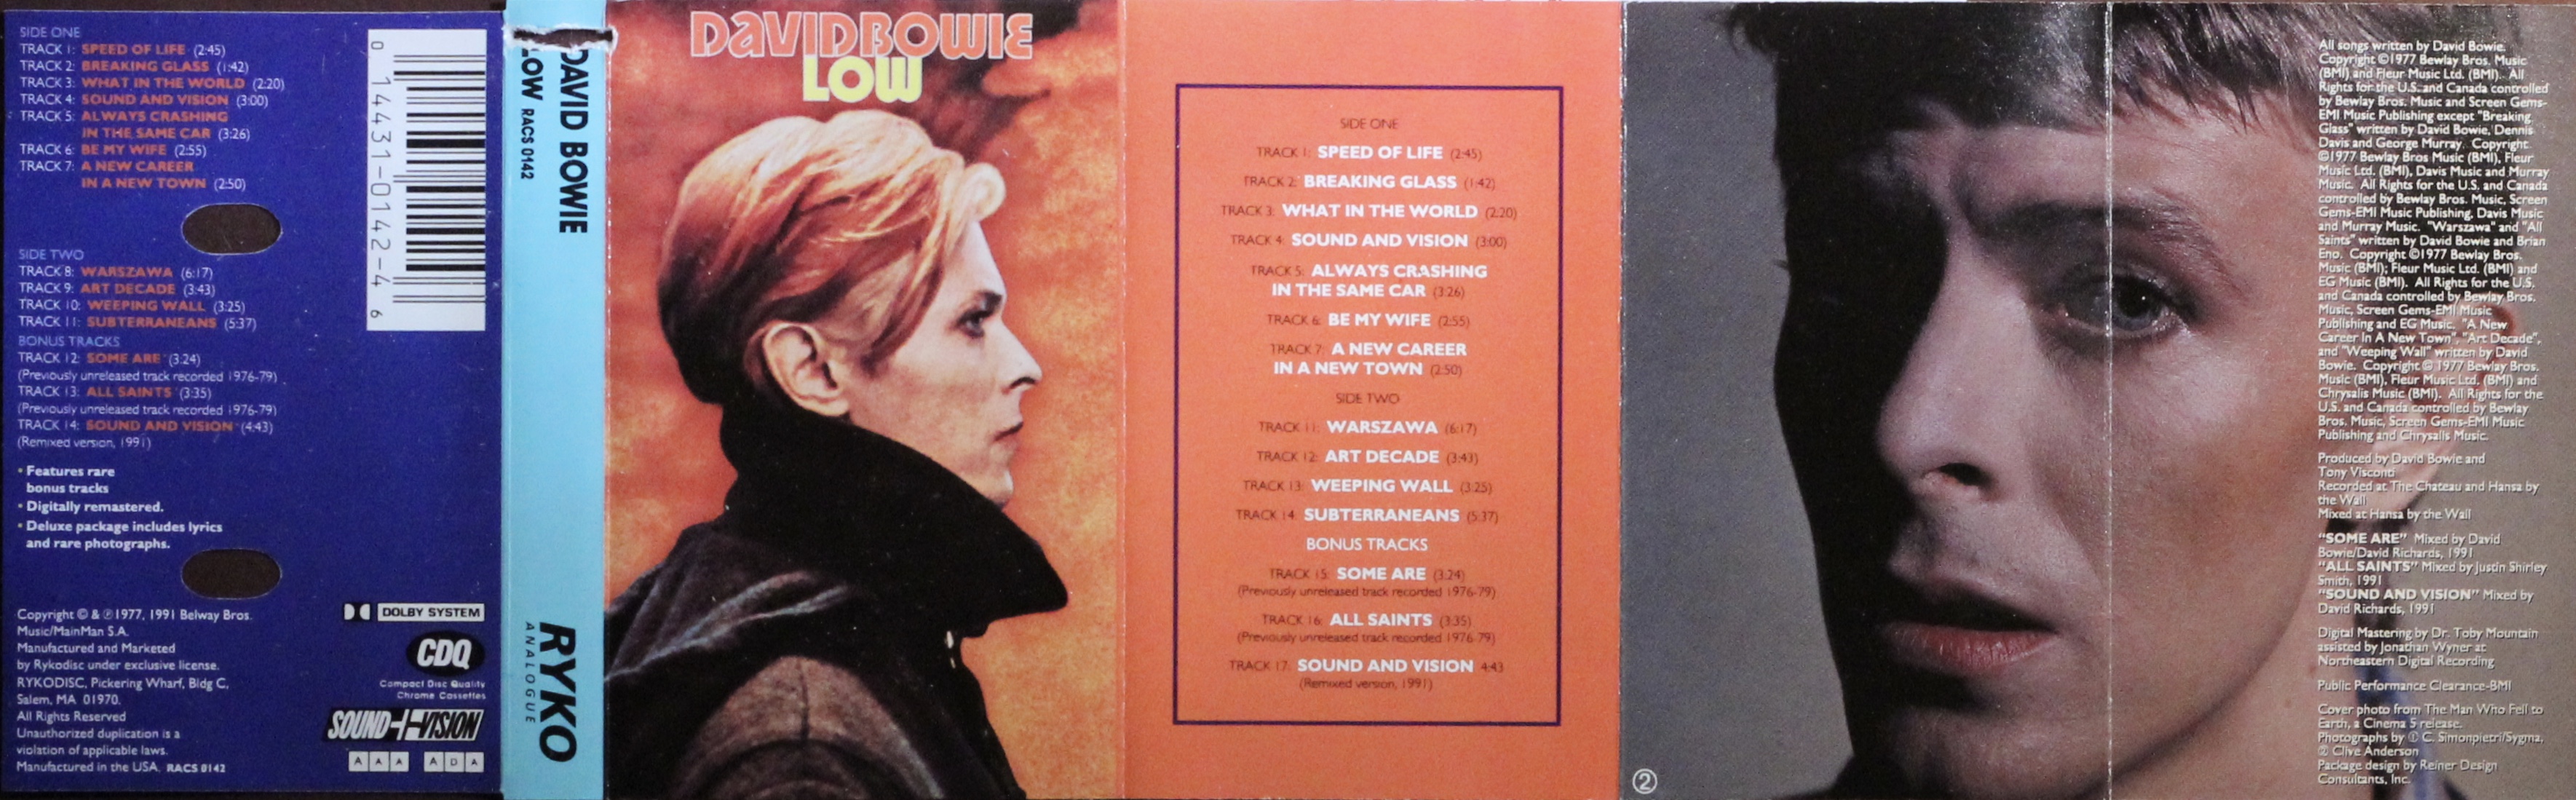 SIDE ONE
TRACK 1: SPEED OF LIFE (2:45)
TRACK 2: BREAKING GLASS (1:42)
TRACK 3: WHAT IN THE WORLD (2:20)
TRACK 4: SOUND AND VISION (3:00)
TRACK 5: ALWAYS CRASHING
IN THE SAME CAR (3:26)
TRACK 6: BE MY WIFE (2:55)
TRACK 7: A NEW CAREER
IN A NEW TOWN (2:50)
SIDE TWO
TRACK 8: WARSZAWA (6:17)
TRACK 9: ART DECADE (3:43)
TRACK 10: WEEPING WALL (3:25)
TRACK 11: SUBTERRANEANS (5:37)
BONUS TRACKS
TRACK 12: SOME ARE (3:24)
(Previously unreleased track recorded 1976-79)
TRACK 13: ALL SAINTS (3:35)
(Previously unreleased track recorded 1976-79)
TRACK 14: SOUND AND VISION (4:43)
(Remixed version, 1991)
• Features rare
bonus tracks
• Digitally remastered.
• Deluxe package includes lyrics
and rare photographs.
Copyright © & ℗ 1977, 1991 Belway Bros.
Music/MainMan S.A.
Manufactured and Marketed
by Rykodisc under exclusive license.
RYKODISC, Pickering Wharf, Bldg C,
Salem, MA 01970.
All Rights Reserved
Unauthorized duplication is a
violation of applicable laws.
Manufactured in the USA. RACS 0142
0 14431-0142-4 6
DOLBY SYSTEM
CDQ
Compact Disc Quality
Chrome Cassettes
SOUND+VISION
A A A A D A
DAVID BOWIE
LOW RACS 0142
RYKO
ANALOGUE
DAVID BOWIE
LOW
SIDE ONE
TRACK 1: SPEED OF LIFE (2:45)
TRACK 2: BREAKING GLASS (1:42)
TRACK 3: WHAT IN THE WORLD (2:20)
TRACK 4: SOUND AND VISION (3:00)
TRACK 5: ALWAYS CRASHING
IN THE SAME CAR (3:26)
TRACK 6: BE MY WIFE (2:55)
TRACK 7: A NEW CAREER
IN A NEW TOWN (2:50)
SIDE TWO
TRACK 11: WARSZAWA (6:17)
TRACK 12: ART DECADE (3:43)
TRACK 13: WEEPING WALL (3:25)
TRACK 14: SUBTERRANEANS (5:37)
BONUS TRACKS
TRACK 15: SOME ARE (3:24)
(Previously unreleased track recorded 1976-79)
TRACK 16: ALL SAINTS (3:35)
(Previously unreleased track recorded 1976-79)
TRACK 17: SOUND AND VISION 4:43
(Remixed version, 1991)
②
All songs written by David Bowie.
Copyright ©1977 Bewlay Bros. Music
(BMI) and Fleur Music Ltd. (BMI). All
Rights for the U.S. and Canada controlled
by Bewlay Bros. Music and Screen Gems-
EMI Music Publishing except "Breaking
Glass" written by David Bowie, Dennis
Davis and George Murray. Copyright
©1977 Bewlay Bros Music (BMI), Fleur
Music Ltd. (BMI), Davis Music and Murray
Music. All Rights for the U.S. and Canada
controlled by Bewlay Bros. Music, Screen
Gems-EMI Music Publishing, Davis Music
and Murray Music. "Warszawa" and "All
Saints" written by David Bowie and Brian
Eno. Copyright ©1977 Bewlay Bros.
Music (BMI); Fleur Music Ltd. (BMI) and
EG Music (BMI). All Rights for the U.S.
and Canada controlled by Bewlay Bros.
Music, Screen Gems-EMI Music
Publishing and EG Music. "A New
Career In A New Town", "Art Decade",
and "Weeping Wall" written by David
Bowie. Copyright © 1977 Bewlay Bros.
Music (BMI), Fleur Music Ltd. (BMI) and
Chrysalis Music (BMI). All Rights for the
U.S. and Canada controlled by Bewlay
Bros. Music, Screen Gems-EMI Music
Publishing and Chrysalis Music.
Produced by David Bowie and
Tony Visconti
Recorded at The Chateau and Hansa by
the Wall
Mixed at Hansa by the Wall
"SOME ARE" Mixed by David
Bowie/David Richards, 1991
"ALL SAINTS" Mixed by Justin Shirley
Smith, 1991
"SOUND AND VISION" Mixed by
David Richards, 1991
Digital Mastering by Dr. Toby Mountain
assisted by Jonathan Wyner at
Northeastern Digital Recording
Public Performance Clearance-BMI
Cover photo from The Man Who Fell to
Earth, a Cinema 5 release.
Photographs by ① C. Simonpietri/Sygma,
② Clive Anderson
Package design by Reiner Design
Consultants, Inc.